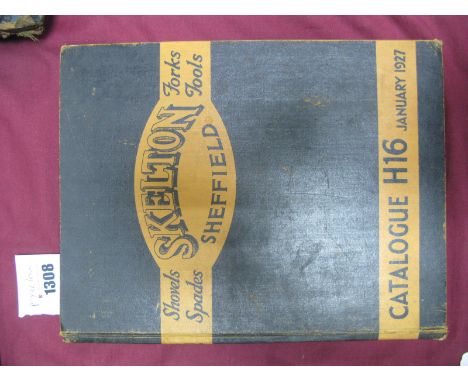 Shovels
Spades
SKELTON
SHEFFIELD
Forks
Tools
CATALOGUE H16 JANUARY 1927
1308